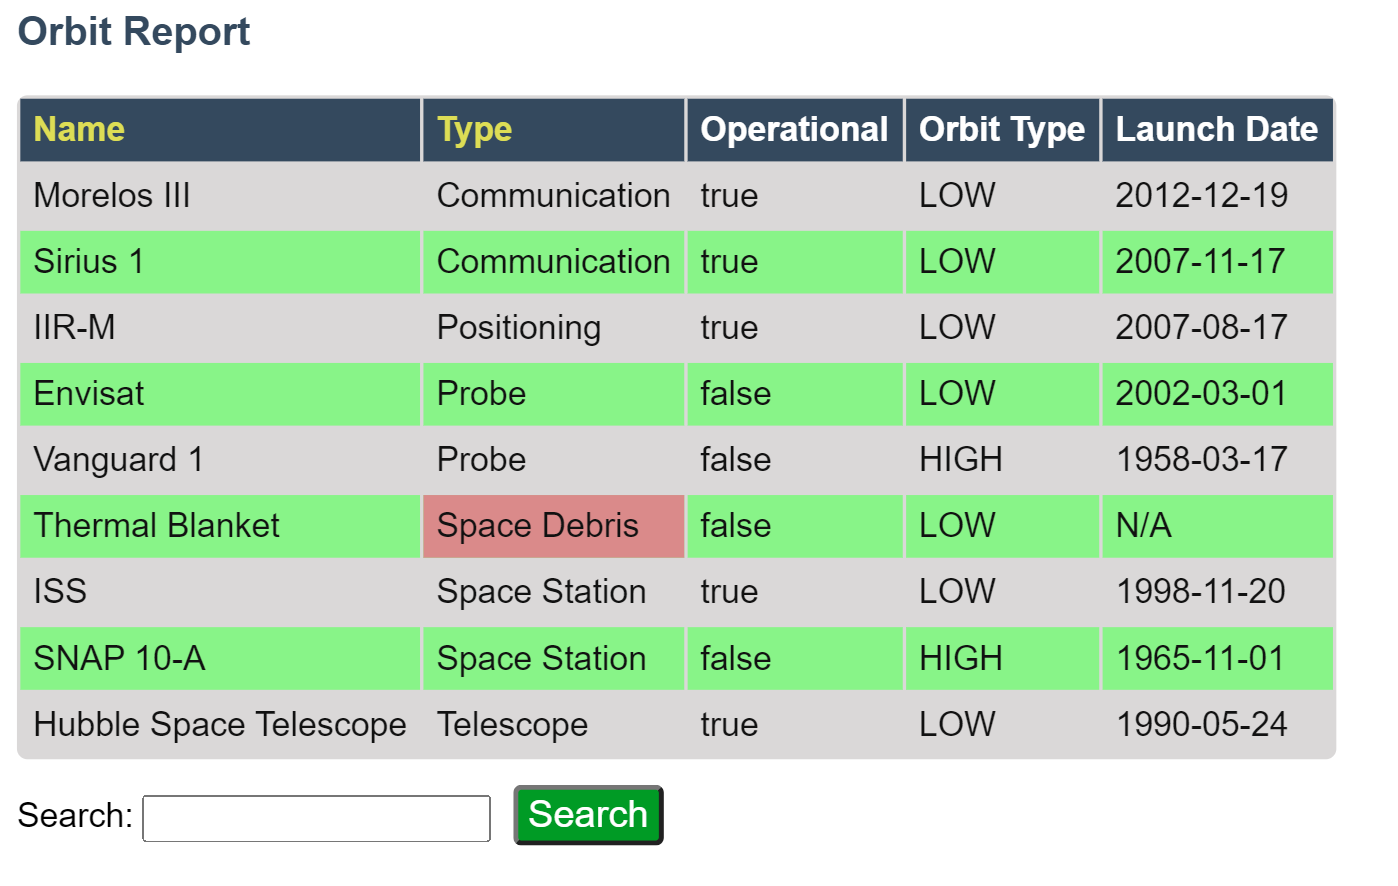 Orbit Report
Name Type Operational Orbit Type Launch Date
Morelos III Communication true LOW 2012-12-19
Sirius 1 Communication true LOW 2007-11-17
IIR-M Positioning true LOW 2007-08-17
Envisat Probe false LOW 2002-03-01
Vanguard 1 Probe false HIGH 1958-03-17
Thermal Blanket Space Debris false LOW N/A
ISS Space Station true LOW 1998-11-20
SNAP 10-A Space Station false HIGH 1965-11-01
Hubble Space Telescope Telescope true LOW 1990-05-24
Search: Search